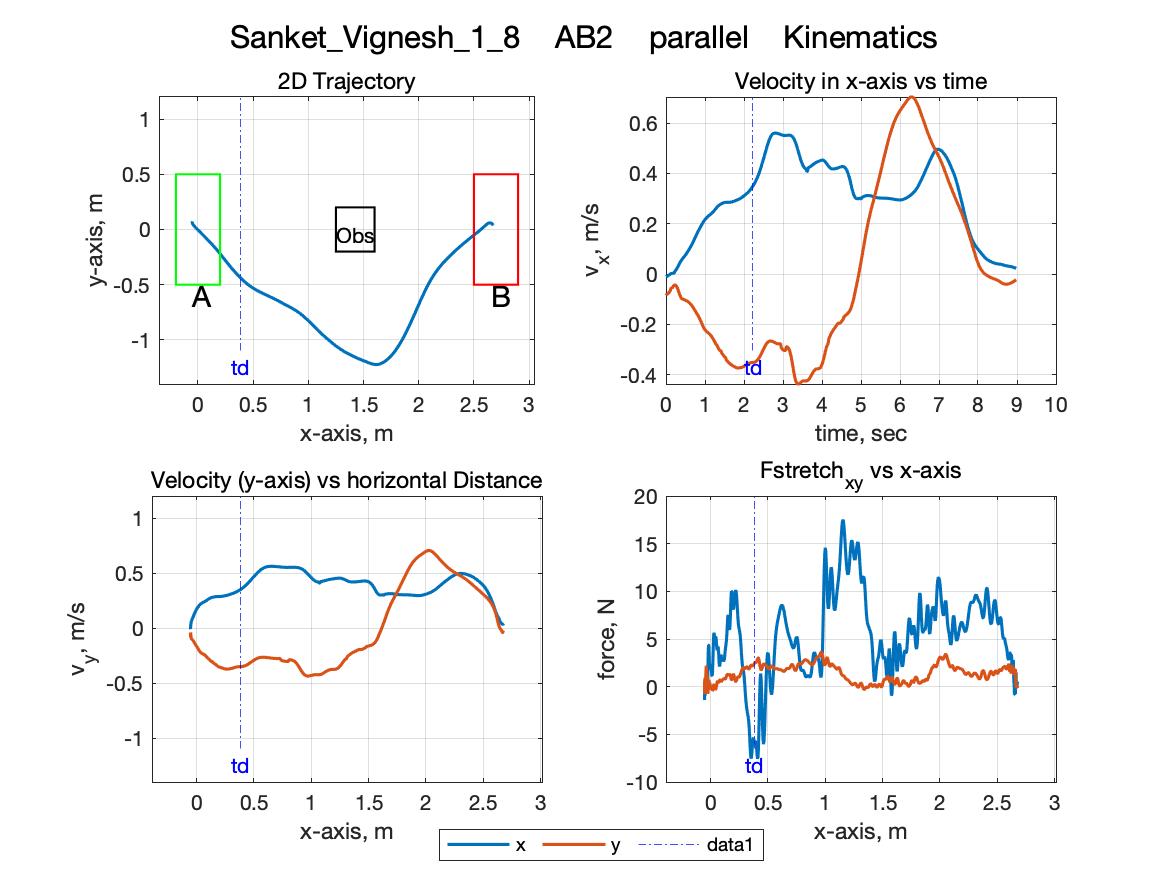 Sanket_Vignesh_1_8 AB2 parallel Kinematics
2D Trajectory
1
0.5
0
-0.5
-1
y-axis, m
A
Obs
B
td
0 0.5 1 1.5 2 2.5 3
x-axis, m
Velocity in x-axis vs time
0.6
0.4
0.2
0
-0.2
-0.4
vx, m/s
td
0 1 2 3 4 5 6 7 8 9 10
time, sec
Velocity (y-axis) vs horizontal Distance
1
0.5
0
-0.5
-1
vy, m/s
td
0 0.5 1 1.5 2 2.5 3
x-axis, m
Fstretchxy vs x-axis
20
15
10
5
0
-5
-10
force, N
td
0 0.5 1 1.5 2 2.5 3
x-axis, m
x y data1